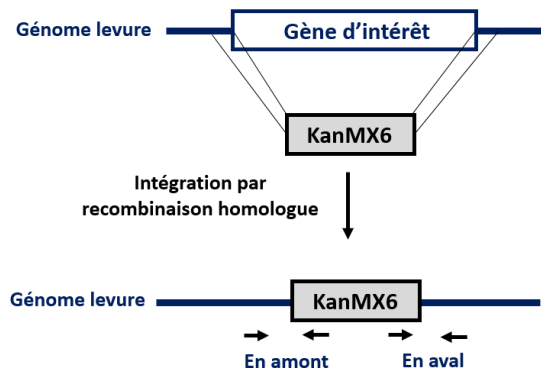 Génome levure
Gène d'intérêt
KanMX6
Intégration par
recombinaison homologue
Génome levure
KanMX6
En amont
En aval